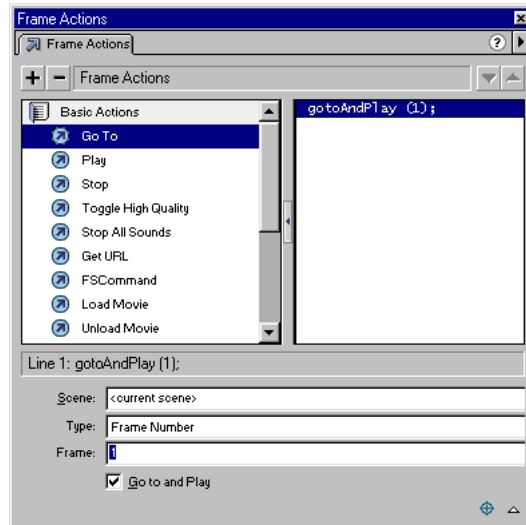 Frame Actions
Frame Actions
?
+ − Frame Actions
Basic Actions
Go To
Play
Stop
Toggle High Quality
Stop All Sounds
Get URL
FSCommand
Load Movie
Unload Movie
gotoAndPlay (1);
Line 1: gotoAndPlay (1);
Scene: <current scene>
Type: Frame Number
Frame: 1
Go to and Play